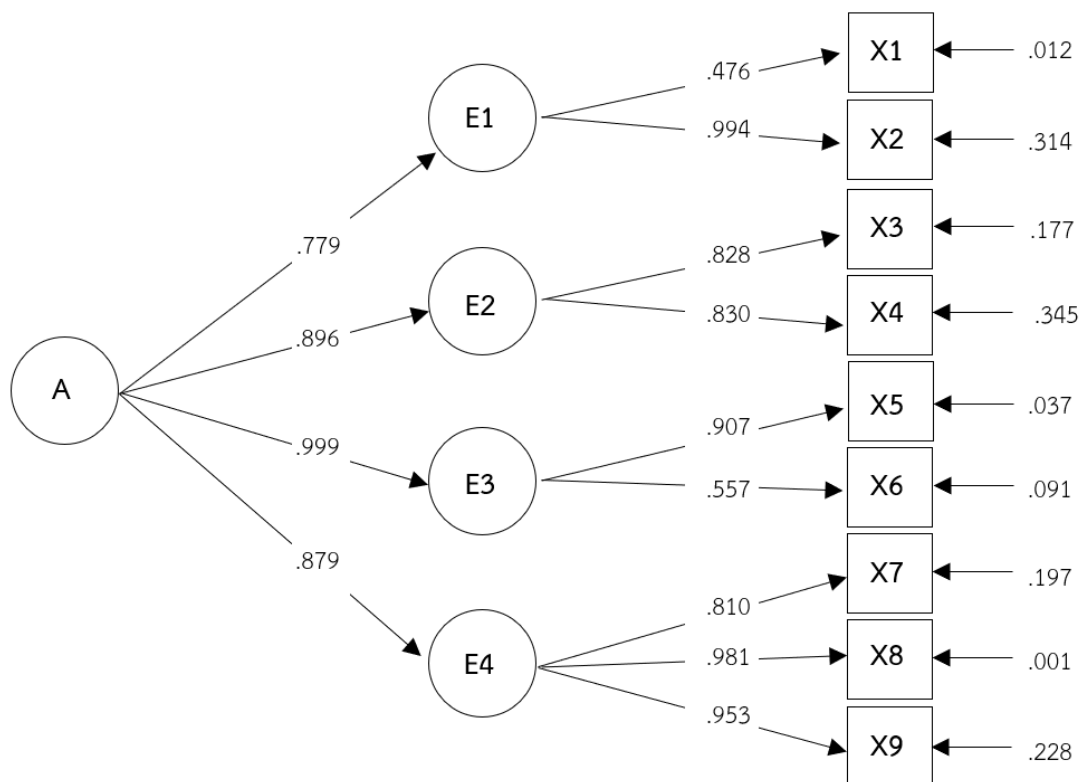 X1
.476
.012
E1
.994
X2
.314
X3
.177
.779
.828
E2
.830
X4
.345
.896
A
X5
.037
.907
.999
E3
.557
X6
.091
.879
X7
.197
.810
E4
.981
X8
.001
.953
X9
.228